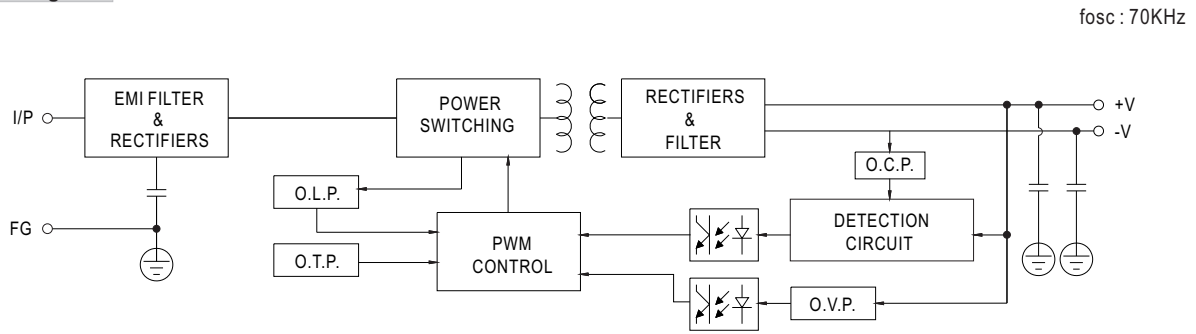 fosc : 70KHz
I/P
EMI FILTER
&
RECTIFIERS
POWER
SWITCHING
RECTIFIERS
&
FILTER
+V
-V
O.C.P.
O.L.P.
FG
DETECTION
CIRCUIT
PWM
CONTROL
O.T.P.
O.V.P.